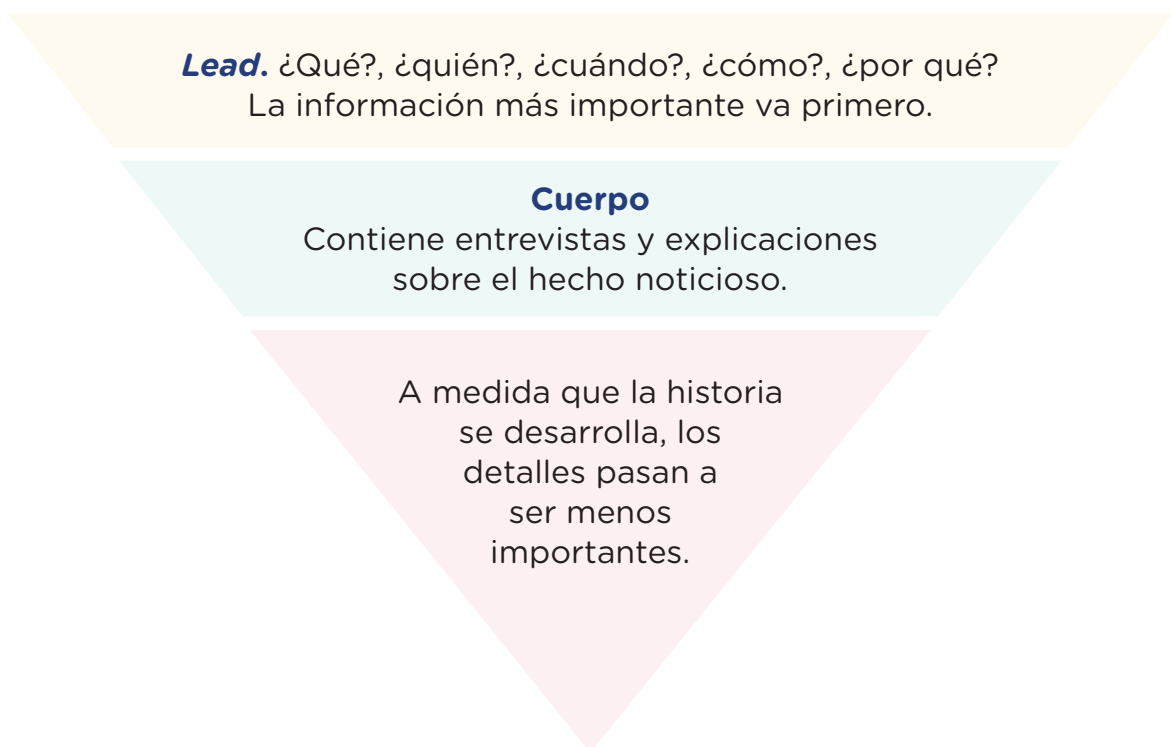 Lead. ¿Qué?, ¿quién?, ¿cuándo?, ¿cómo?, ¿por qué?
La información más importante va primero.
Cuerpo
Contiene entrevistas y explicaciones
sobre el hecho noticioso.
A medida que la historia
se desarrolla, los
detalles pasan a
ser menos
importantes.